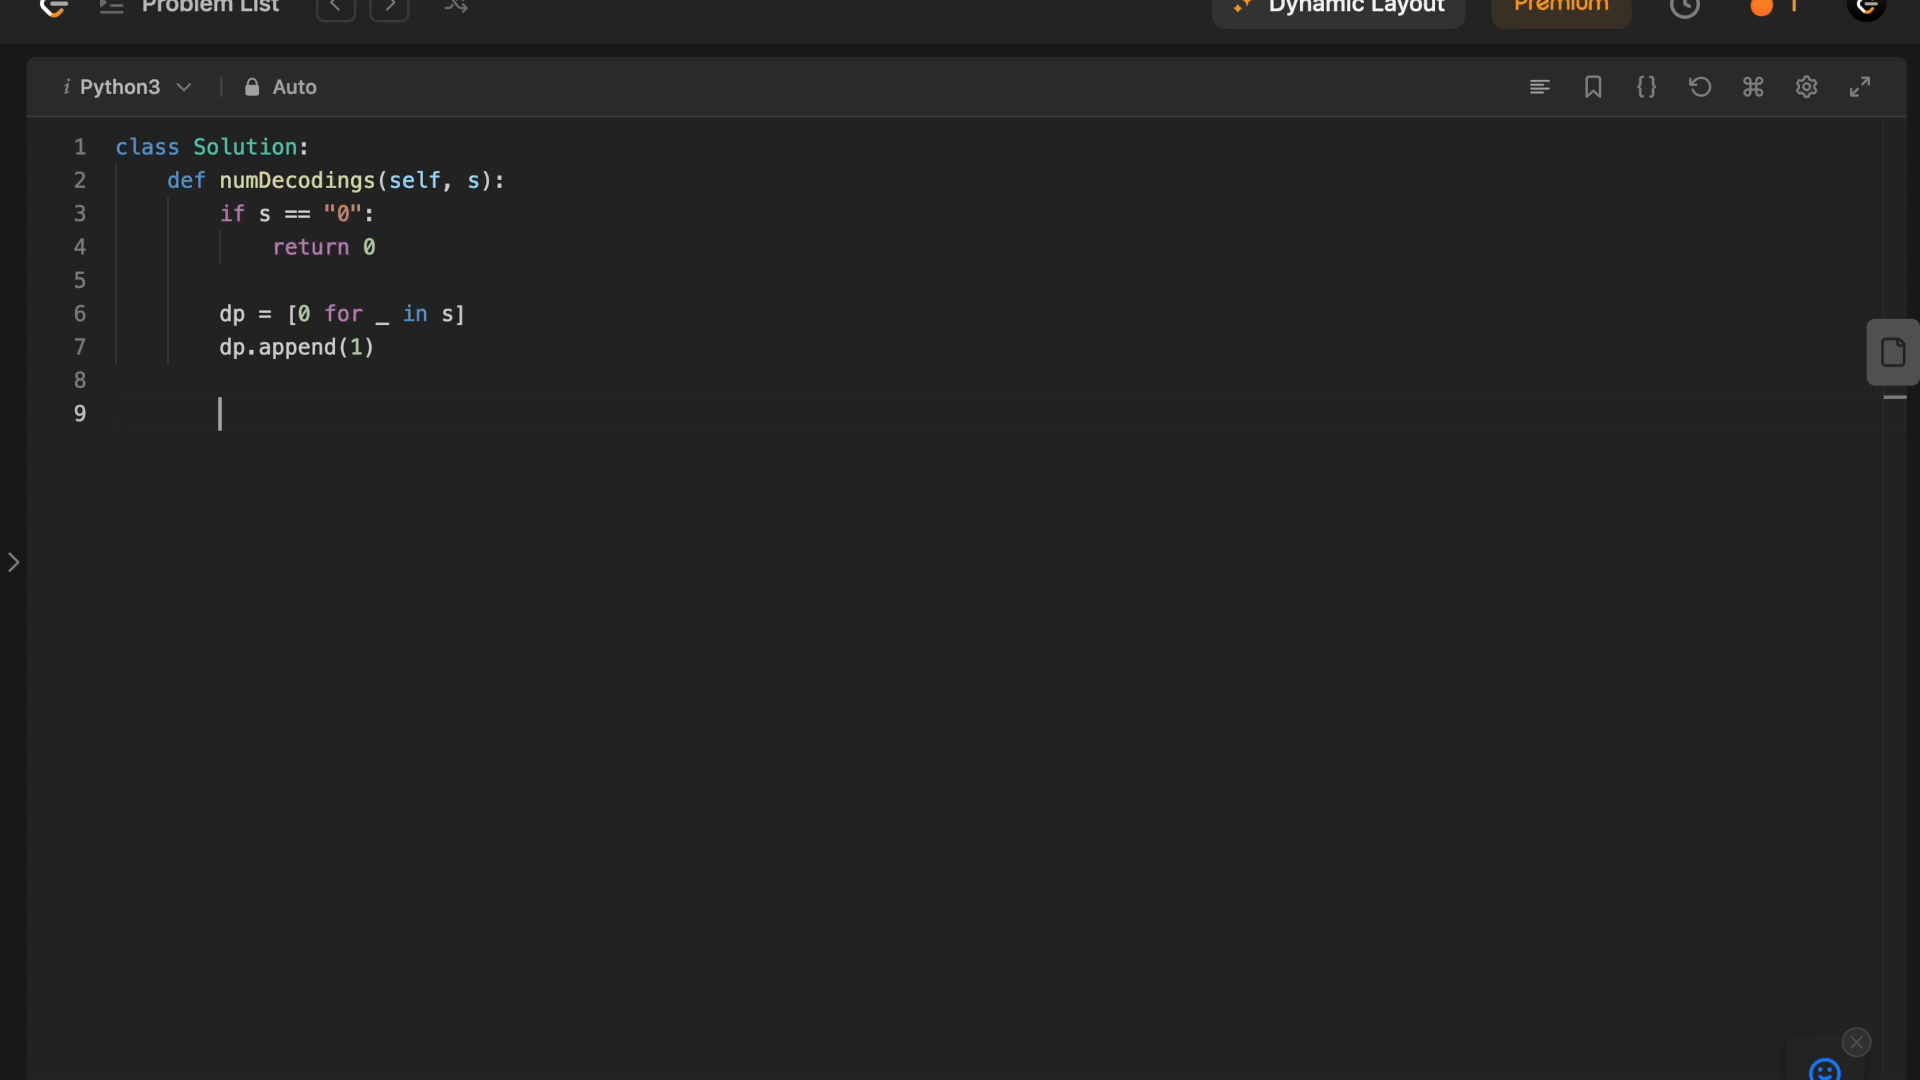 Problem List
Dynamic Layout
Premium
1
i Python3
Auto
{}
1 class Solution:
2     def numDecodings(self, s):
3         if s == "0":
4             return 0
5
6         dp = [0 for _ in s]
7         dp.append(1)
8
9